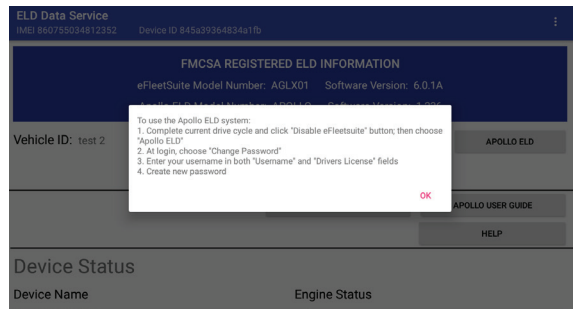 ELD Data Service
IMEI 860755034812352 Device ID 845a39364834a1fb
FMCSA REGISTERED ELD INFORMATION
eFleetSuite Model Number: AGLX01 Software Version: 6.0.1A
To use the Apollo ELD system:
1. Complete current drive cycle and click "Disable eFleetsuite" button; then choose
"Apollo ELD"
2. At login, choose "Change Password"
3. Enter your username in both "Username" and "Drivers License" fields
4. Create new password
OK
Vehicle ID: test 2
APOLLO ELD
APOLLO USER GUIDE
HELP
Device Status
Device Name Engine Status